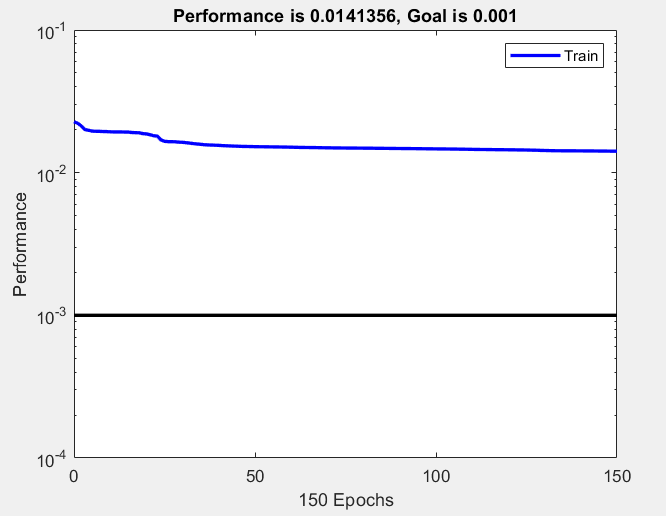 Performance is 0.0141356, Goal is 0.001
10^-1
Train
10^-2
Performance
10^-3
10^-4
0 50 100 150
150 Epochs